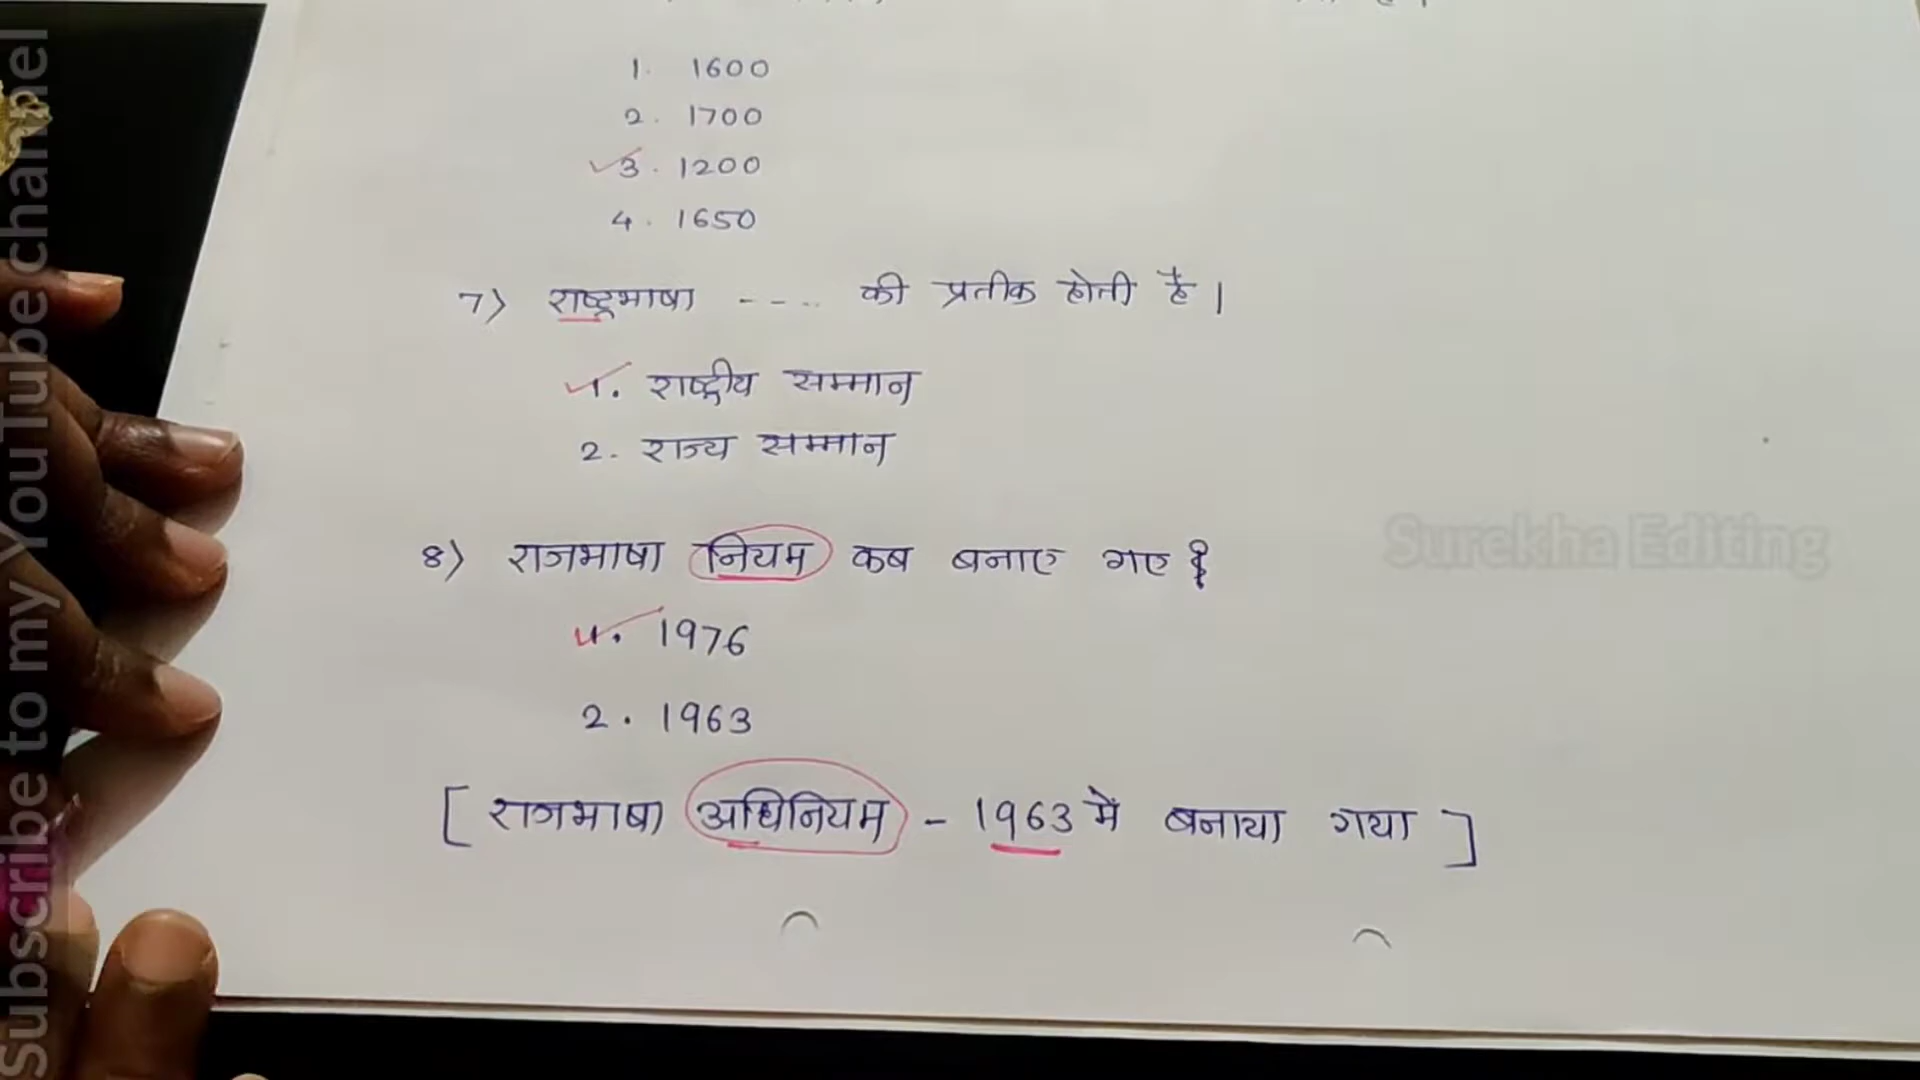 1. 1600
2. 1700
3. 1200
4. 1650
7) राष्ट्रभाषा ---.. की प्रतीक होती है।
1. राष्ट्रीय सम्मान
2. राज्य सम्मान
8) राजभाषा नियम कब बनाए गए ?
1. 1976
2. 1963
[ राजभाषा अधिनियम - 1963 में बनाया गया ]
Surekha Editing
Subscribe to my YouTube channel